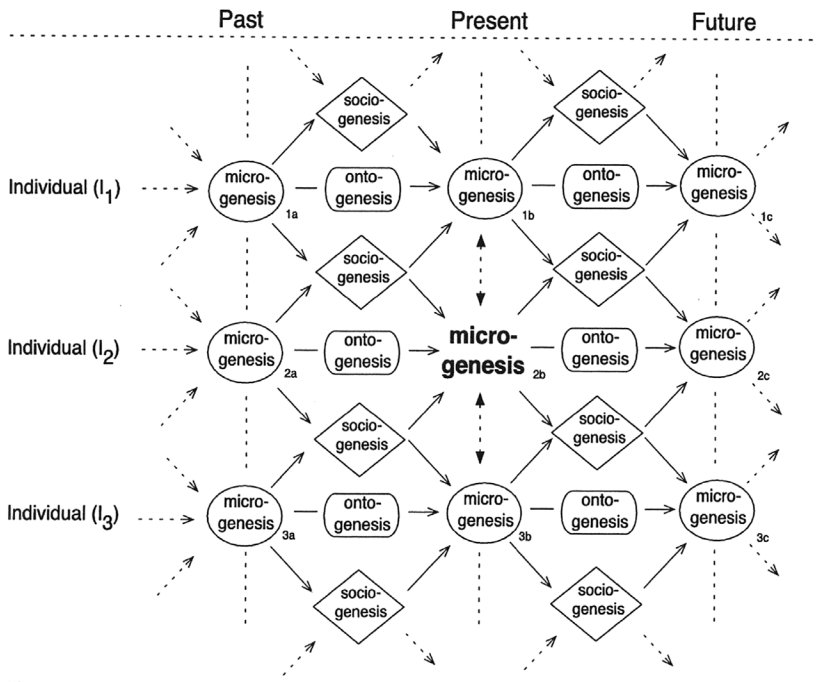 Past Present Future
socio-
genesis
socio-
genesis
Individual (I1)
micro-
genesis
1a
onto-
genesis
micro-
genesis
1b
onto-
genesis
micro-
genesis
1c
socio-
genesis
socio-
genesis
Individual (I2)
micro-
genesis
2a
onto-
genesis
micro-
genesis
2b
onto-
genesis
micro-
genesis
2c
socio-
genesis
socio-
genesis
Individual (I3)
micro-
genesis
3a
onto-
genesis
micro-
genesis
3b
onto-
genesis
micro-
genesis
3c
socio-
genesis
socio-
genesis